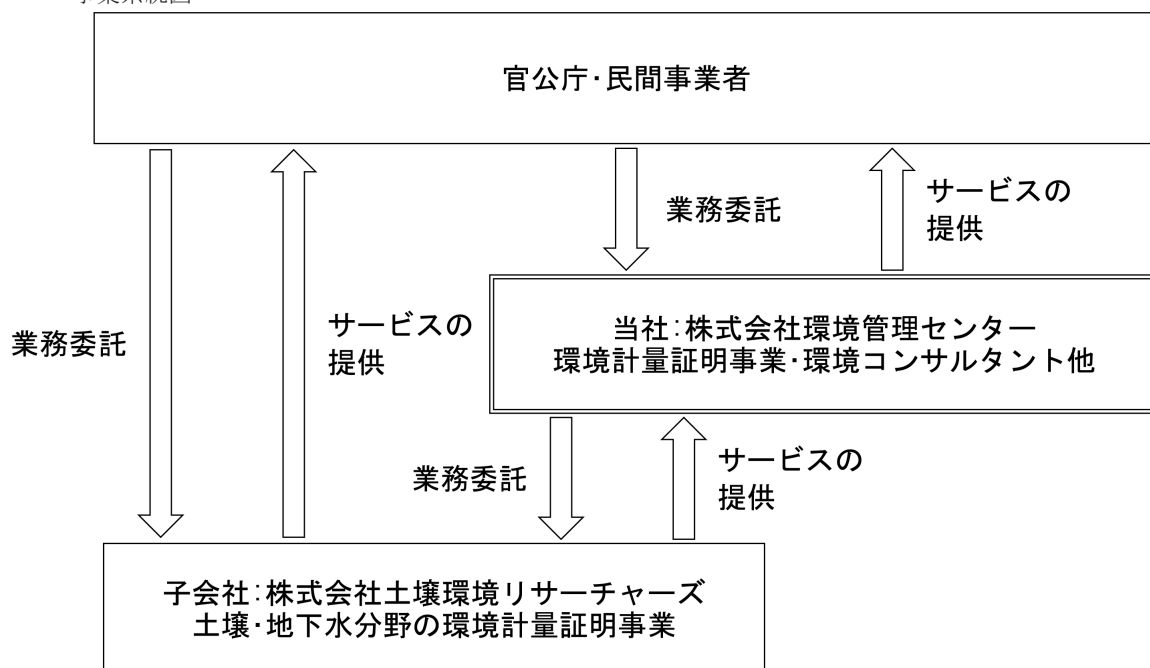 事業系統図
官公庁・民間事業者
業務委託
サービスの
提供
業務委託
サービスの
提供
当社:株式会社環境管理センター
環境計量証明事業・環境コンサルタント他
業務委託
サービスの
提供
子会社:株式会社土壌環境リサーチャーズ
土壌・地下水分野の環境計量証明事業